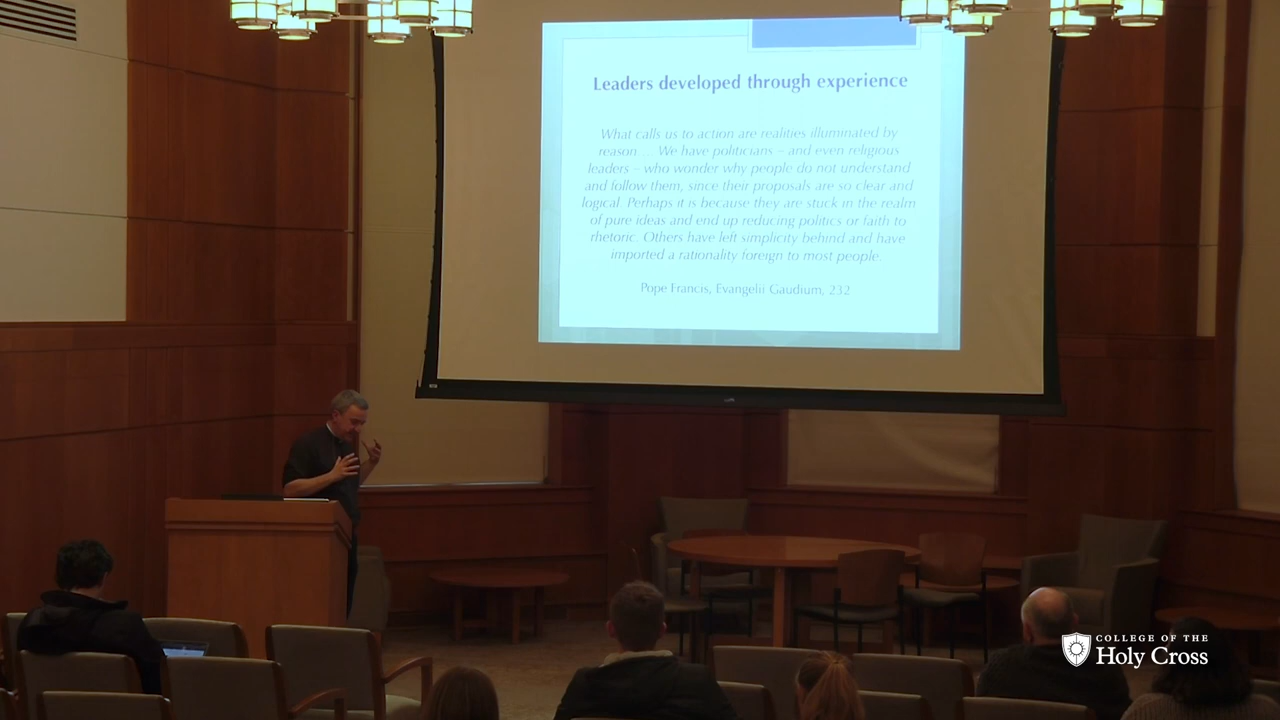 Leaders developed through experience
What calls us to action are realities illuminated by
reason.... We have politicians – and even religious
leaders – who wonder why people do not understand
and follow them, since their proposals are so clear and
logical. Perhaps it is because they are stuck in the realm
of pure ideas and end up reducing politics or faith to
rhetoric. Others have left simplicity behind and have
imported a rationality foreign to most people.
Pope Francis, Evangelii Gaudium, 232
COLLEGE OF THE
Holy Cross